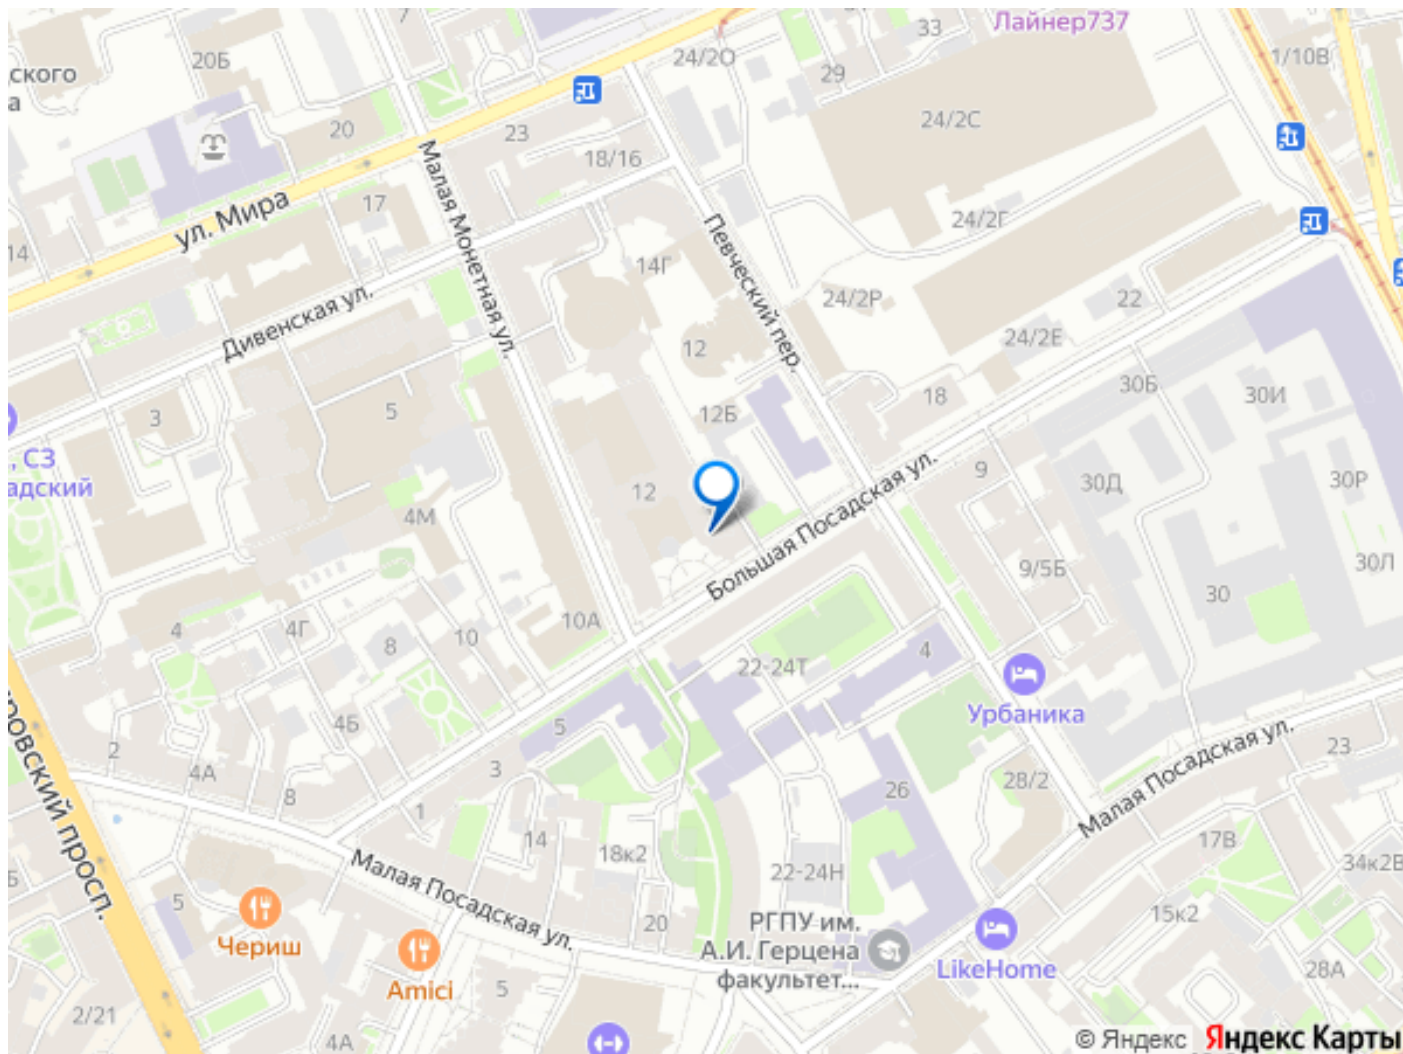 7
20Б
24/2О
33
Лайнер737
1/10В
29
ского
а
20
23
18/16
24/2С
17
ул. Мира
14
Малая Монетная ул.
Певческий пер.
24/2Г
14Г
24/2Р
22
24/2Е
Дивенская ул.
12
30Б
30И
18
12Б
3
5
, СЗ
адский
9
30Д
30Р
12
4М
Большая Посадская ул.
9/5Б
30Л
30
10А
4
4Г
8
10
22-24Т
4
Урбаника
5
4Б
2
4А
8
3
1
ровский просп.
14
18к2
26
28/2
Малая Посадская ул.
23
17В
34к2В
Малая Посадская ул.
22-24Н
Б
5
Череш
Amici
20
РГПУ им.
А.И. Герцена
факультет...
LikeHome
15к2
28А
5
2/21
4А
© Яндекс Яндекс Карты